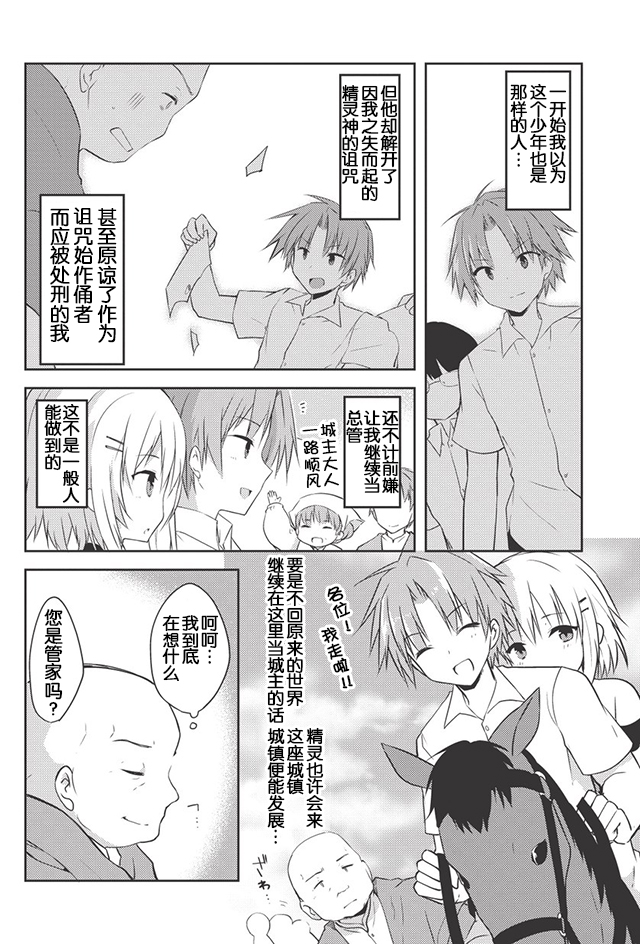 一开始我以为
这个少年也是
那样的人…
但他却解开了
因我之失而起的
精灵神的诅咒
甚至原谅了作为
诅咒始作俑者
而应被处刑的我
还不计前嫌
让我继续当
总管
城主大人
一路顺风
这不是一般人
能做到的
各位!
我走啦!!
要是不回原来的世界
继续在这里当城主的话
精灵也许会来
这座城镇
城镇便能发展…
ざわ…
呵呵…
我到底
在想什么
您是管家吗?